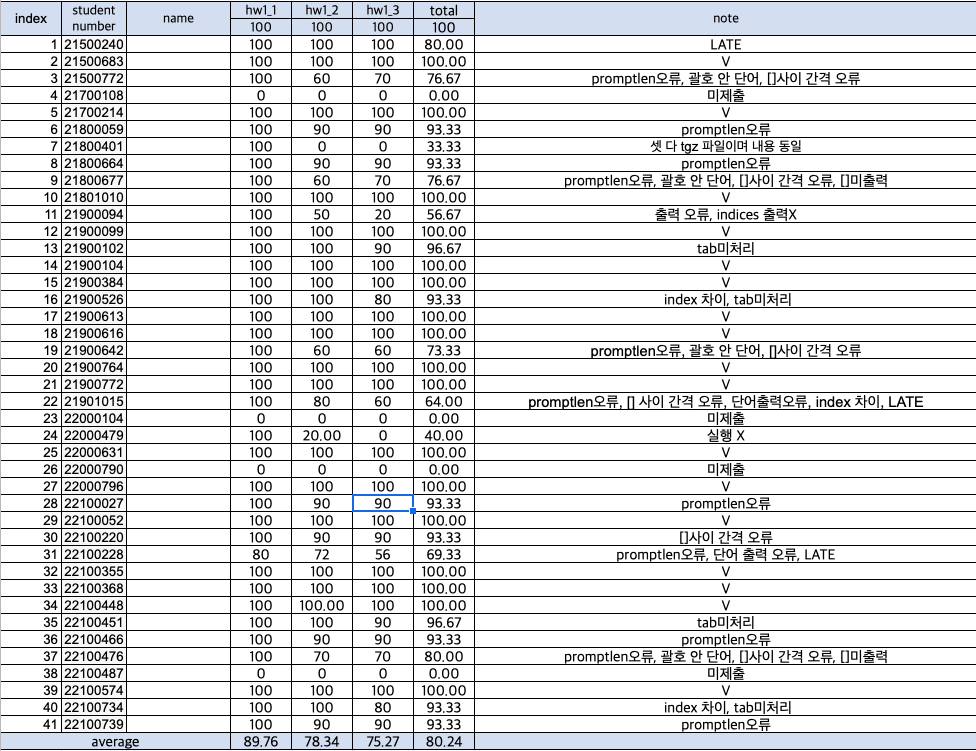 index student number name hw1_1 hw1_2 hw1_3 total note
100 100 100 100
1 21500240 100 100 100 80.00 LATE
2 21500683 100 100 100 100.00 V
3 21500772 100 60 70 76.67 promptlen오류, 괄호 안 단어, []사이 간격 오류
4 21700108 0 0 0 0.00 미제출
5 21700214 100 100 100 100.00 V
6 21800059 100 90 90 93.33 promptlen오류
7 21800401 100 0 0 33.33 셋 다 tgz 파일이며 내용 동일
8 21800664 100 90 90 93.33 promptlen오류
9 21800677 100 60 70 76.67 promptlen오류, 괄호 안 단어, []사이 간격 오류, []미출력
10 21801010 100 100 100 100.00 V
11 21900094 100 50 20 56.67 출력 오류, indices 출력X
12 21900099 100 100 100 100.00 V
13 21900102 100 100 90 96.67 tab미처리
14 21900104 100 100 100 100.00 V
15 21900384 100 100 100 100.00 V
16 21900526 100 100 80 93.33 index 차이, tab미처리
17 21900613 100 100 100 100.00 V
18 21900616 100 100 100 100.00 V
19 21900642 100 60 60 73.33 promptlen오류, 괄호 안 단어, []사이 간격 오류
20 21900764 100 100 100 100.00 V
21 21900772 100 100 100 100.00 V
22 21901015 100 80 60 64.00 promptlen오류, [] 사이 간격 오류, 단어출력오류, index 차이, LATE
23 22000104 0 0 0 0.00 미제출
24 22000479 100 20.00 0 40.00 실행 X
25 22000631 100 100 100 100.00 V
26 22000790 0 0 0 0.00 미제출
27 22000796 100 100 100 100.00 V
28 22100027 100 90 90 93.33 promptlen오류
29 22100052 100 100 100 100.00 V
30 22100220 100 90 90 93.33 []사이 간격 오류
31 22100228 80 72 56 69.33 promptlen오류, 단어 출력 오류, LATE
32 22100355 100 100 100 100.00 V
33 22100368 100 100 100 100.00 V
34 22100448 100 100.00 100 100.00 V
35 22100451 100 100 90 96.67 tab미처리
36 22100466 100 90 90 93.33 promptlen오류
37 22100476 100 70 70 80.00 promptlen오류, 괄호 안 단어, []사이 간격 오류, []미출력
38 22100487 0 0 0 0.00 미제출
39 22100574 100 100 100 100.00 V
40 22100734 100 100 80 93.33 index 차이, tab미처리
41 22100739 100 90 90 93.33 promptlen오류
average 89.76 78.34 75.27 80.24